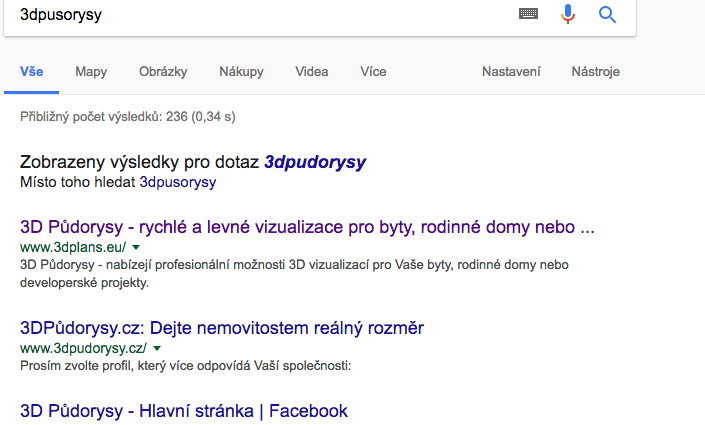 3dpusorysy
Vše Mapy Obrázky Nákupy Videa Více Nastavení Nástroje
Přibližný počet výsledků: 236 (0,34 s)
Zobrazeny výsledky pro dotaz 3dpudorysy
Místo toho hledat 3dpusorysy
3D Půdorysy - rychlé a levné vizualizace pro byty, rodinné domy nebo ...
www.3dplans.eu/
3D Půdorysy - nabízejí profesionální možnosti 3D vizualizací pro Vaše byty, rodinné domy nebo
developerské projekty.
3DPůdorysy.cz: Dejte nemovitostem reálný rozměr
www.3dpudorysy.cz/
Prosím zvolte profil, který více odpovídá Vaší společnosti:
3D Půdorysy - Hlavní stránka | Facebook